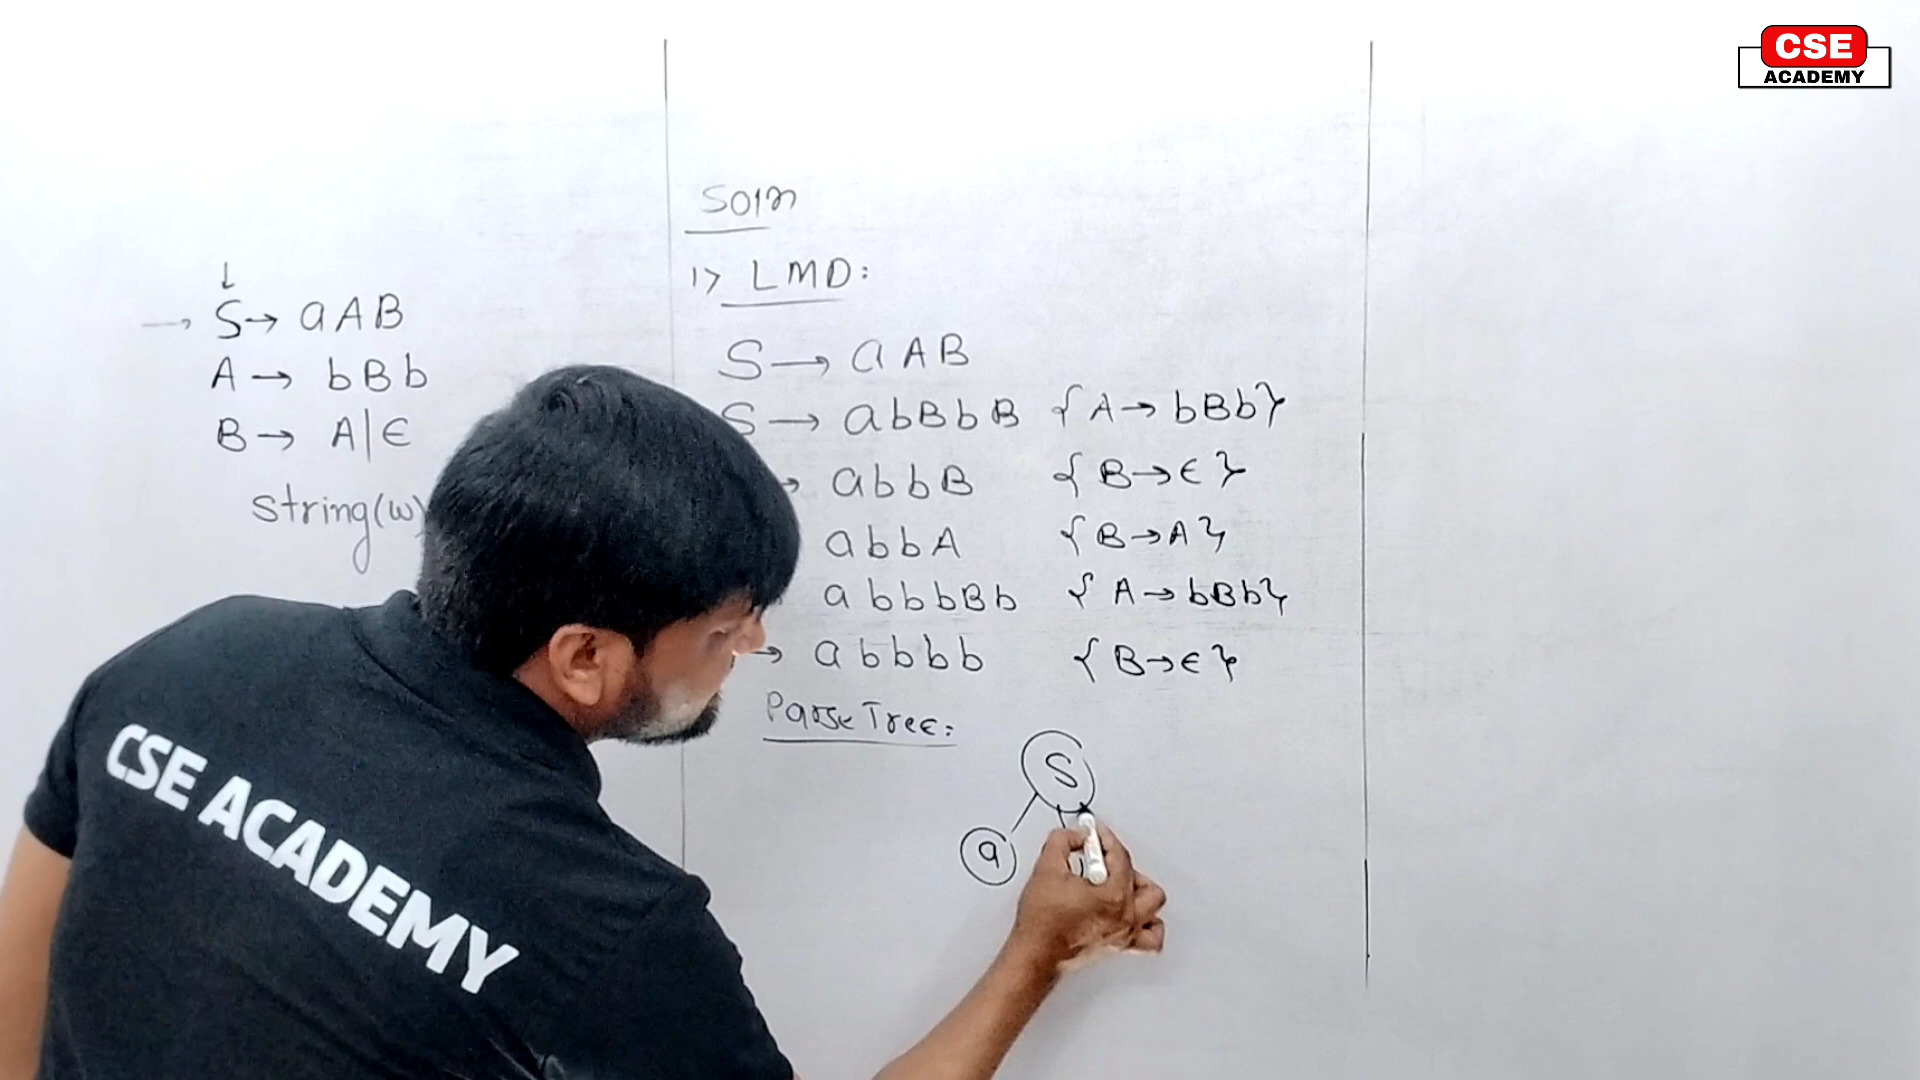 CSE
ACADEMY
S → aAB
A → bBb
B → A|ϵ
string(w)
Soln
1> LMD:
S → aAB
S → abBbB {A → bBb}
→ abbB {B → ϵ}
abbA {B → A}
abbbBb {A → bBb}
→ abbbb {B → ϵ}
Parse Tree:
S
a
CSE ACADEMY